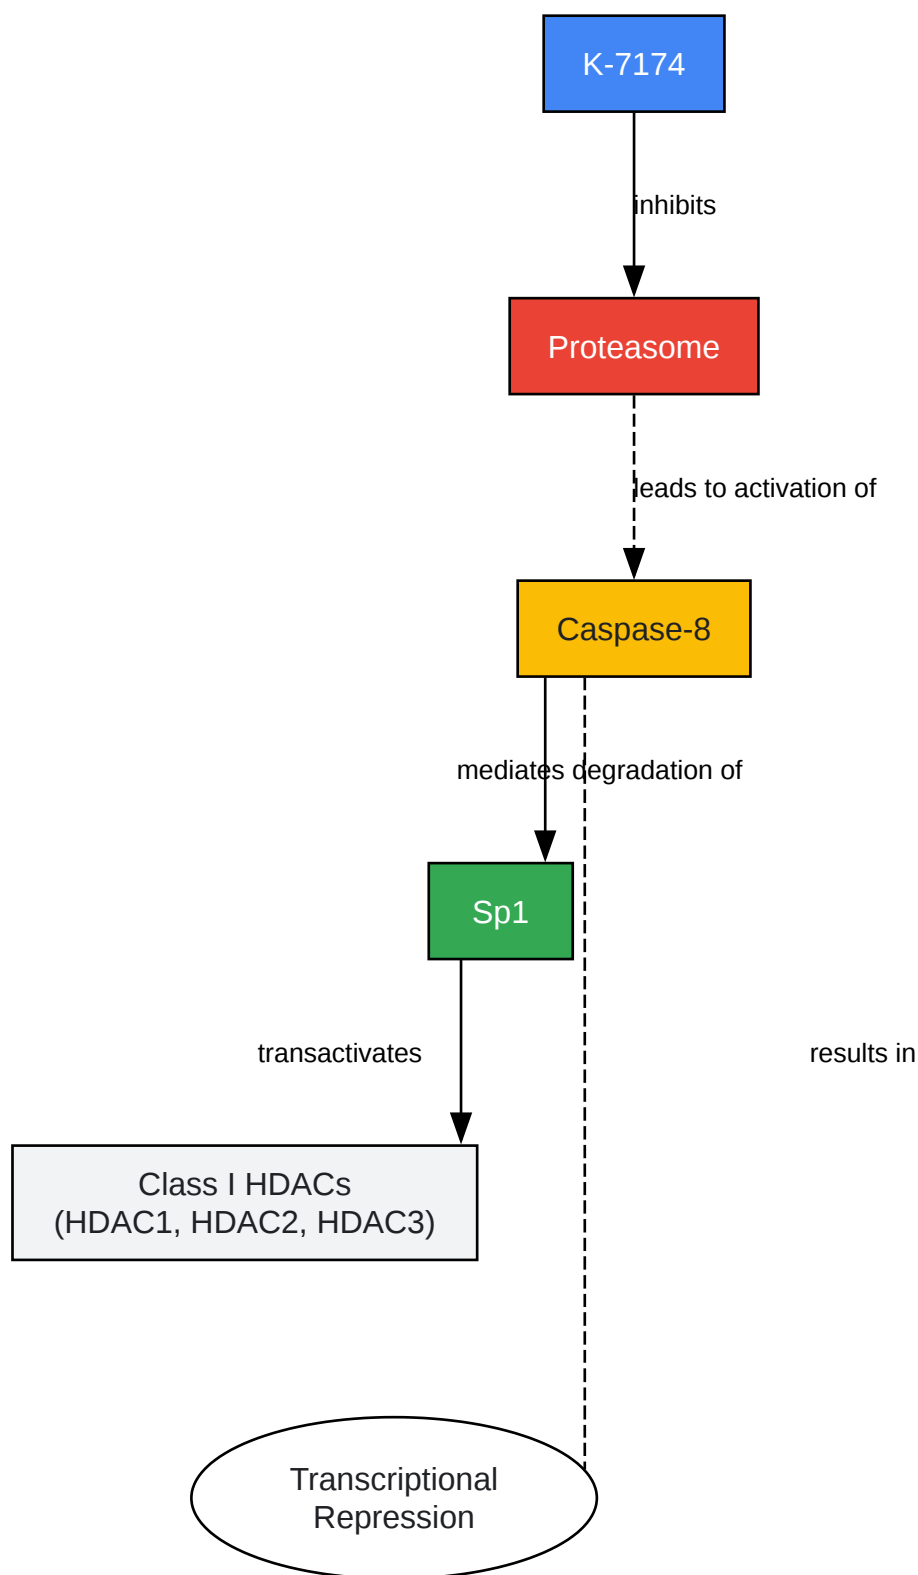 K-7174
inhibits
Proteasome
leads to activation of
Caspase-8
mediates degradation of
Sp1
transactivates
results in
Class I HDACs
(HDAC1, HDAC2, HDAC3)
Transcriptional
Repression